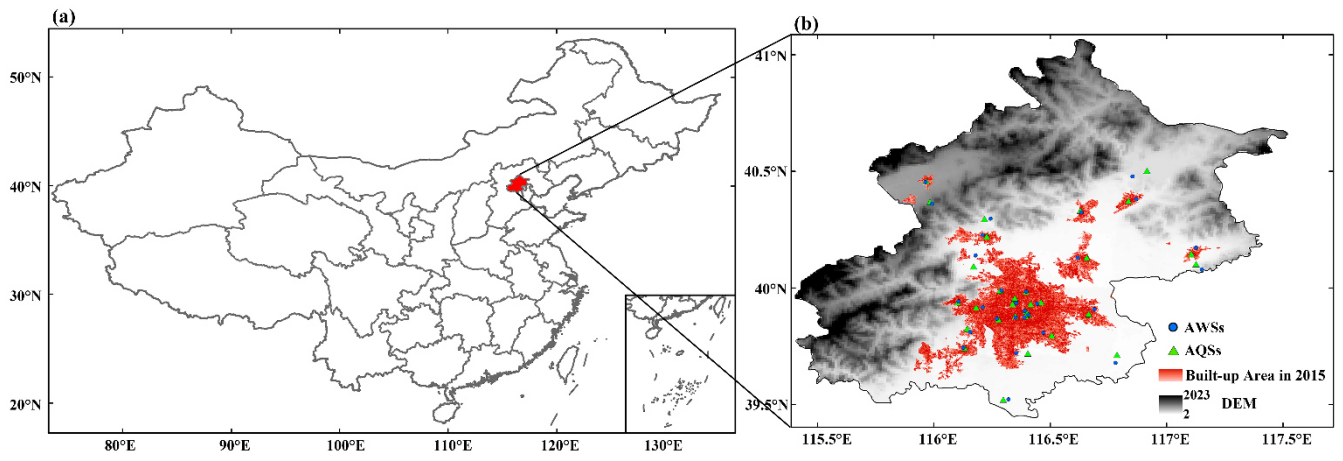 (a)
50°N
40°N
30°N
20°N
80°E
90°E
100°E
110°E
120°E
130°E
(b)
41°N
40.5°N
40°N
39.5°N
115.5°E
116°E
116.5°E
117°E
117.5°E
AWSs
AQSs
Built-up Area in 2015
2023
2
DEM